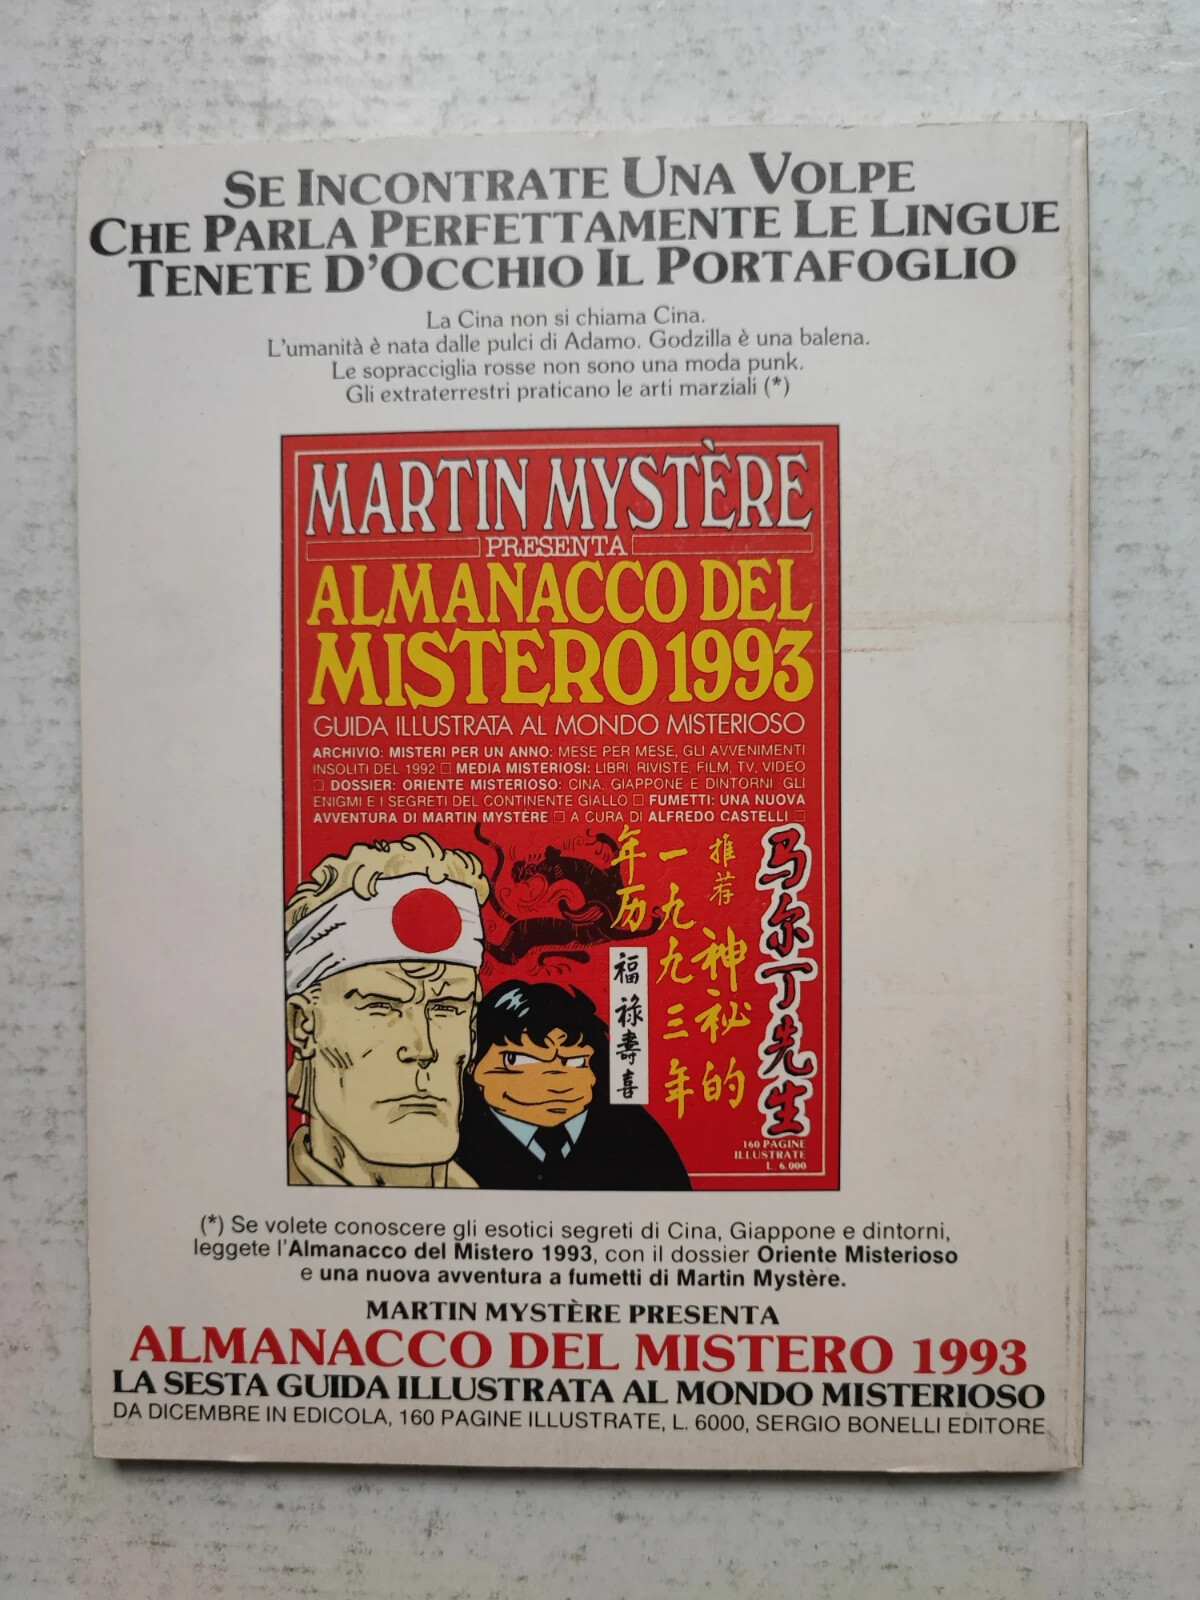 SE INCONTRATE UNA VOLPE
CHE PARLA PERFETTAMENTE LE LINGUE
TENETE D'OCCHIO IL PORTAFOGLIO
La Cina non si chiama Cina.
L'umanità è nata dalle pulci di Adamo. Godzilla è una balena.
Le sopracciglia rosse non sono una moda punk.
Gli extraterrestri praticano le arti marziali (*)
MARTIN MYSTÈRE
PRESENTA
ALMANACCO DEL
MISTERO 1993
GUIDA ILLUSTRATA AL MONDO MISTERIOSO
ARCHIVIO: MISTERI PER UN ANNO: MESE PER MESE, GLI AVVENIMENTI
INSOLITI DEL 1992 □ MEDIA MISTERIOSI: LIBRI, RIVISTE, FILM, TV, VIDEO
□ DOSSIER: ORIENTE MISTERIOSO: CINA, GIAPPONE E DINTORNI: GLI
ENIGMI E I SEGRETI DEL CONTINENTE GIALLO □ FUMETTI: UNA NUOVA
AVVENTURA DI MARTIN MYSTÈRE □ A CURA DI ALFREDO CASTELLI □
马尔丁先生
推荐
神秘的
一九九三年
年历
福禄壽喜
160 PAGINE
ILLUSTRATE
L. 6.000
(*) Se volete conoscere gli esotici segreti di Cina, Giappone e dintorni,
leggete l'Almanacco del Mistero 1993, con il dossier Oriente Misterioso
e una nuova avventura a fumetti di Martin Mystère.
MARTIN MYSTÈRE PRESENTA
ALMANACCO DEL MISTERO 1993
LA SESTA GUIDA ILLUSTRATA AL MONDO MISTERIOSO
DA DICEMBRE IN EDICOLA, 160 PAGINE ILLUSTRATE, L. 6000, SERGIO BONELLI EDITORE